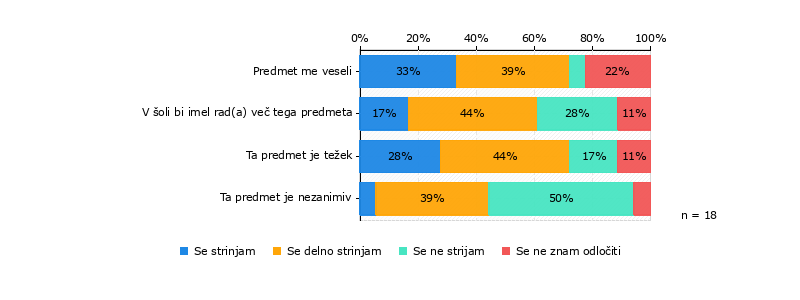 0% 20% 40% 60% 80% 100%
Predmet me veseli 33% 39% 22%
V šoli bi imel rad(a) več tega predmeta 17% 44% 28% 11%
Ta predmet je težek 28% 44% 17% 11%
Ta predmet je nezanimiv 39% 50%
n = 18
Se strinjam Se delno strinjam Se ne strijam Se ne znam odločiti